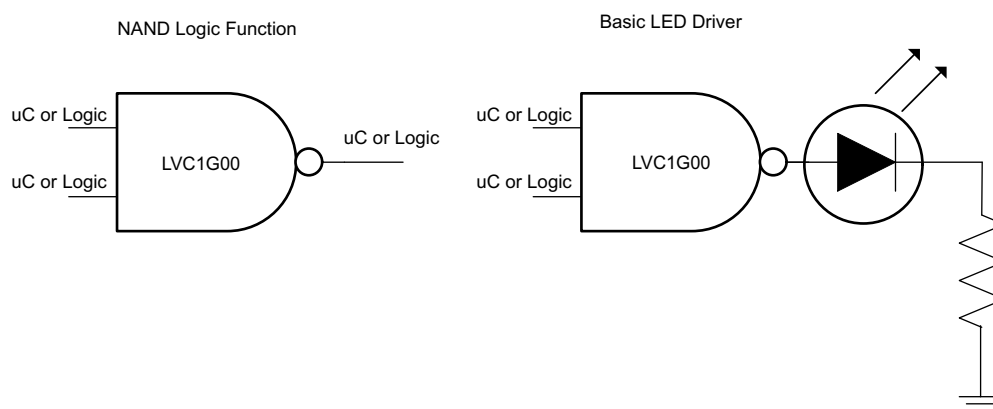 NAND Logic Function
uC or Logic
uC or Logic
LVC1G00
uC or Logic
Basic LED Driver
uC or Logic
uC or Logic
LVC1G00